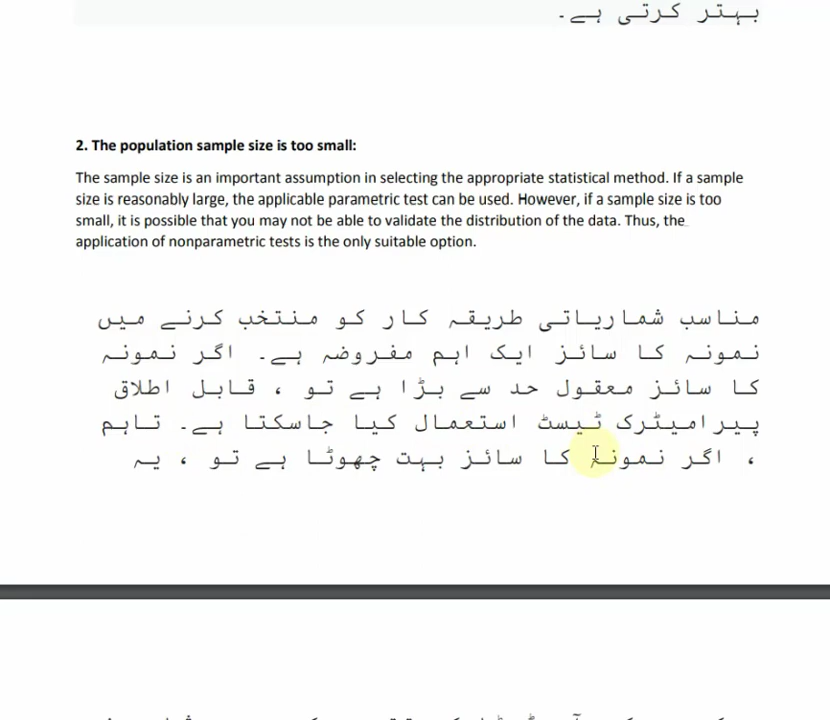 بہتر کرتی ہے۔
2. The population sample size is too small:
The sample size is an important assumption in selecting the appropriate statistical method. If a sample
size is reasonably large, the applicable parametric test can be used. However, if a sample size is too
small, it is possible that you may not be able to validate the distribution of the data. Thus, the
application of nonparametric tests is the only suitable option.
مناسب شماریاتی طریقہ کار کو منتخب کرنے میں
نمونہ کا سائز ایک اہم مفروضہ ہے۔ اگر نمونہ
کا سائز معقول حد سے بڑا ہے تو ، قابل اطلاق
پیرامیٹرک ٹیسٹ استعمال کیا جاسکتا ہے۔ تاہم
، اگر نمونہ کا سائز بہت چھوٹا ہے تو ، یہ